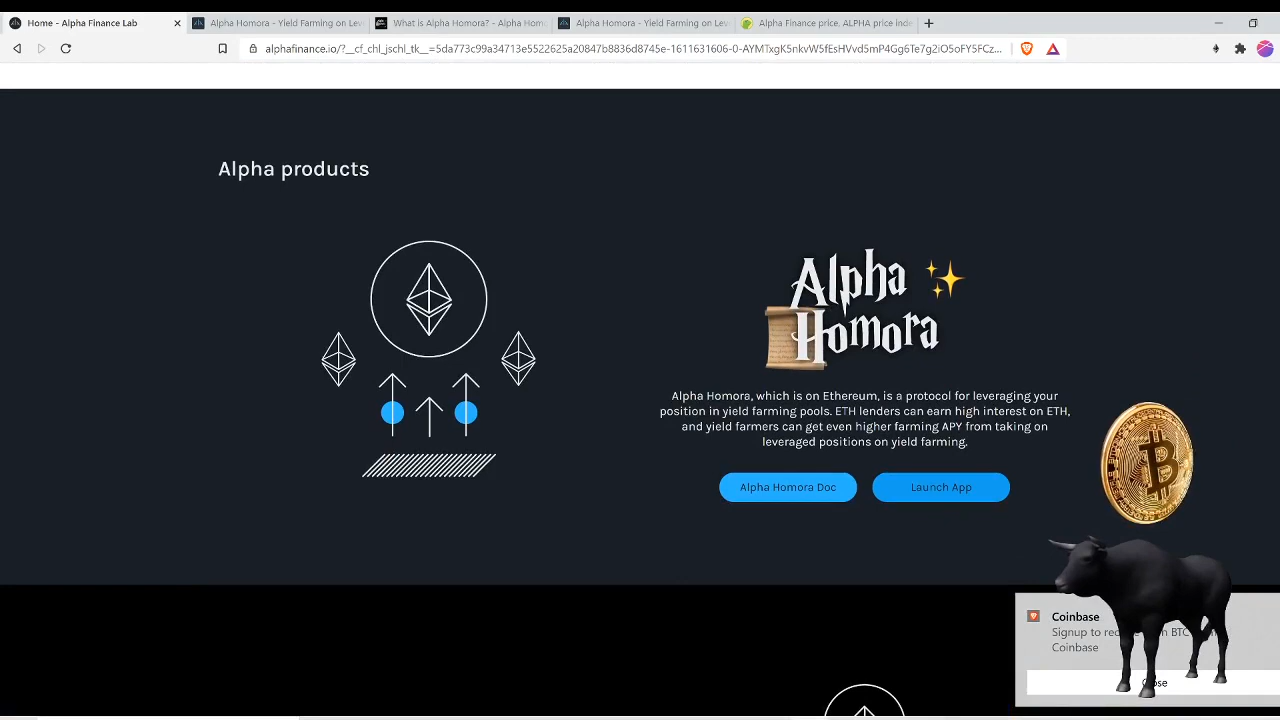 Home - Alpha Finance Lab
Alpha Homora - Yield Farming on Lev
What is Alpha Homora? - Alpha Hom
Alpha Homora - Yield Farming on Lev
Alpha Finance price, ALPHA price inde
alphafinance.io/?__cf_chl_jschl_tk__=5da773c99a34713e5522625a20847b8836d8745e-1611631606-0-AYMTxgK5nkvW5fEsHVvd5mP4Gg6Te7g2iO5oFY5FCz...
Alpha products
Alpha
Homora
Alpha Homora, which is on Ethereum, is a protocol for leveraging your
position in yield farming pools. ETH lenders can earn high interest on ETH,
and yield farmers can get even higher farming APY from taking on
leveraged positions on yield farming.
Alpha Homora Doc
Launch App
Coinbase
Signup to BTC
Coinbase